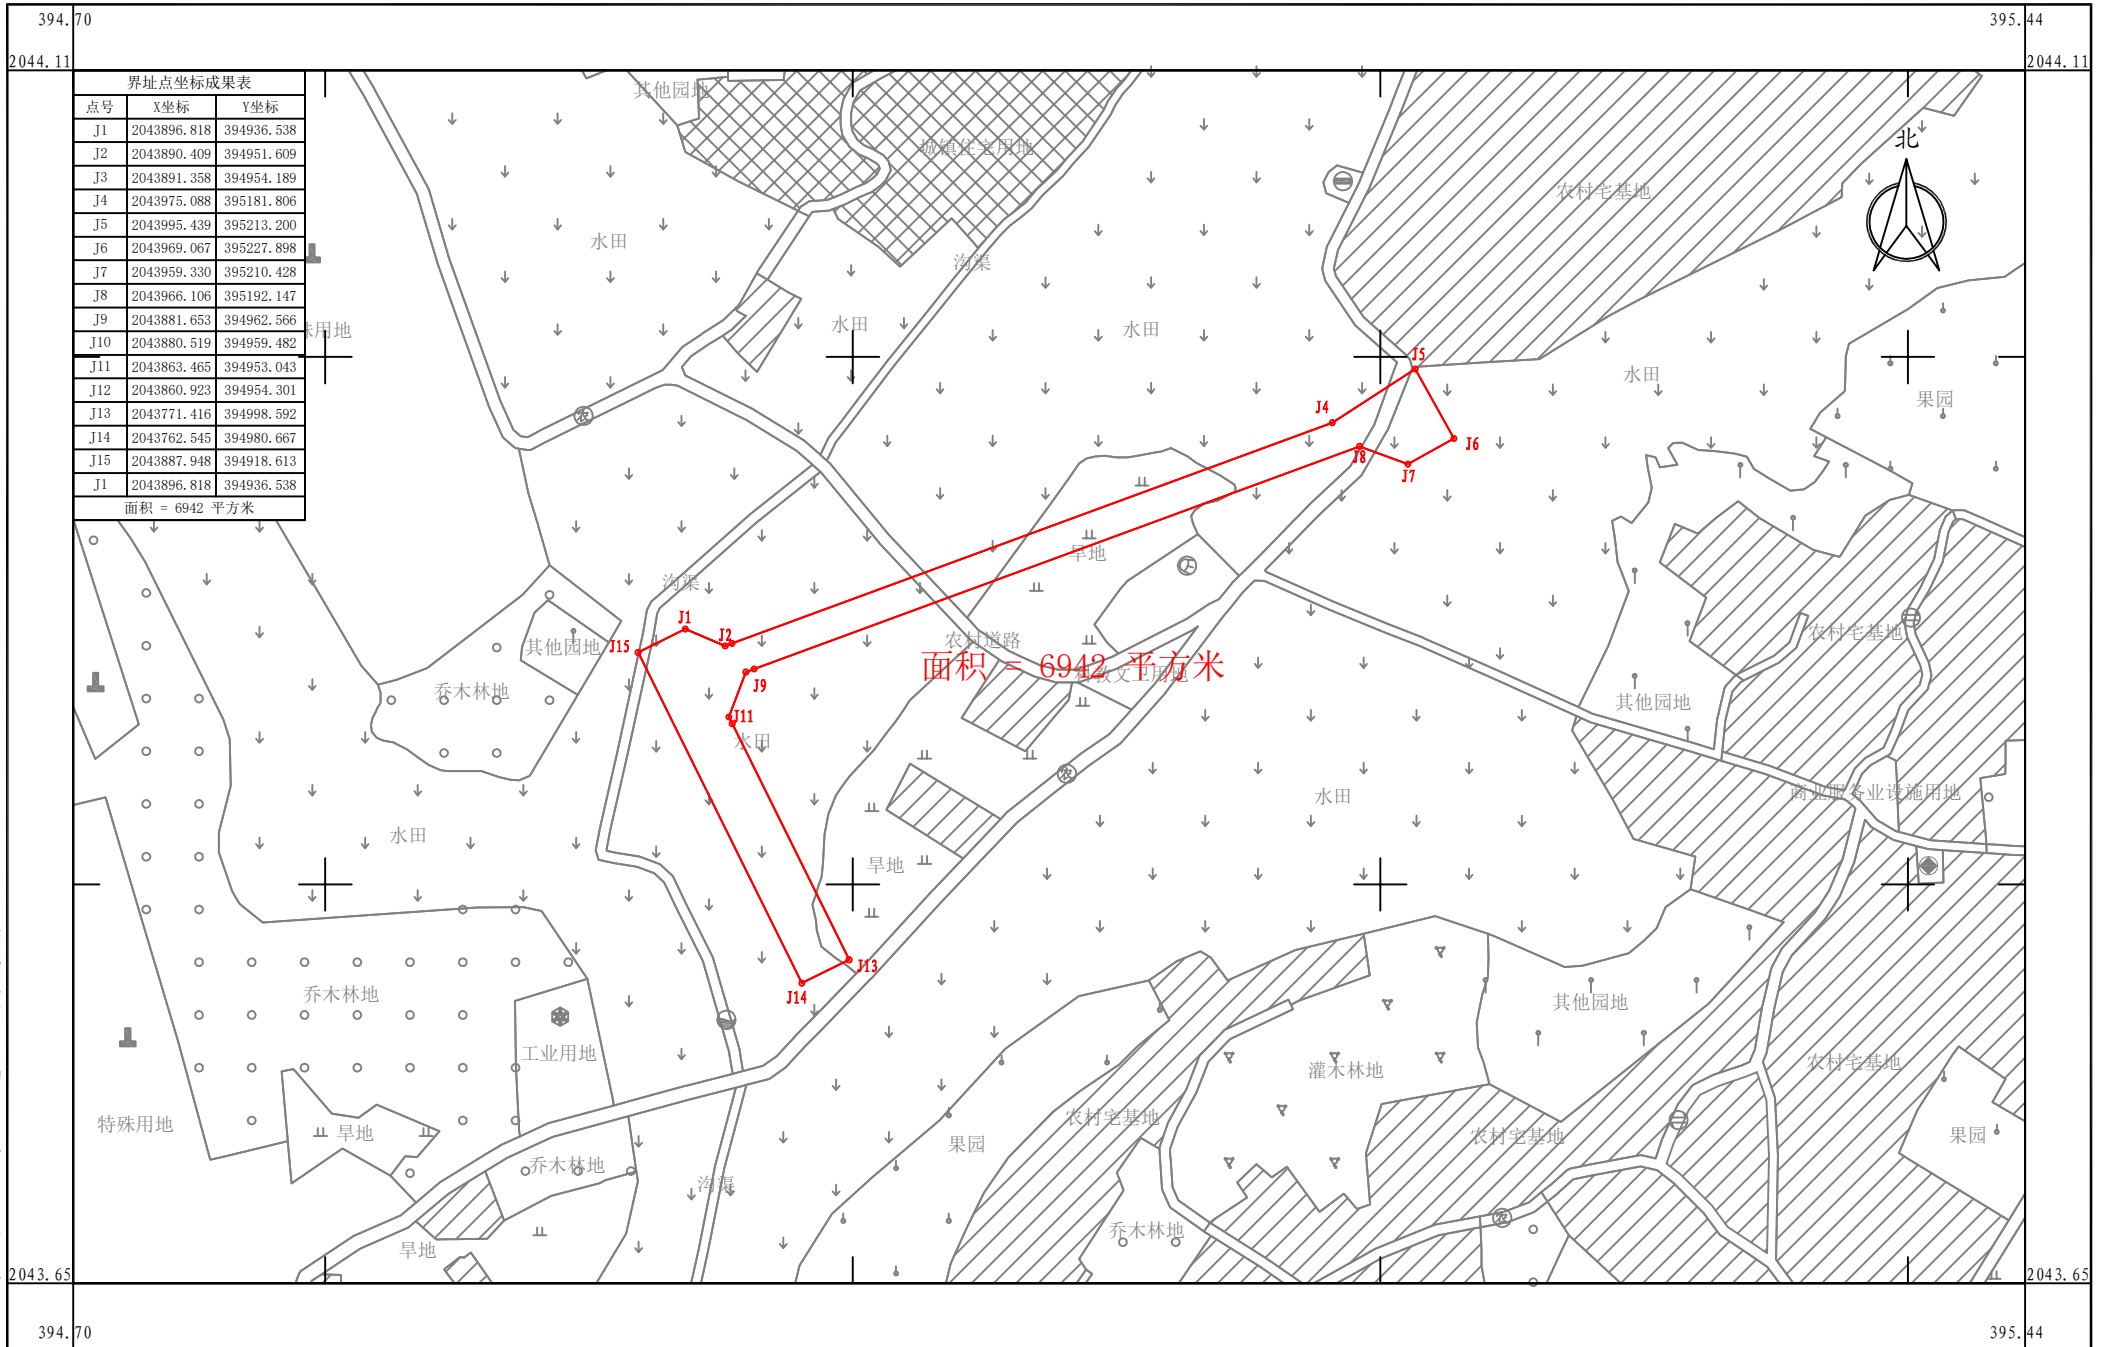 394.70
395.44
2044.11
2044.11
界址点坐标成果表
点号 X坐标 Y坐标
J1 2043896.818 394936.538
J2 2043890.409 394951.609
J3 2043891.358 394954.189
J4 2043975.088 395181.806
J5 2043995.439 395213.200
J6 2043969.067 395227.898
J7 2043959.330 395210.428
J8 2043966.106 395192.147
J9 2043881.653 394962.566
J10 2043880.519 394959.482
J11 2043863.465 394953.043
J12 2043860.923 394954.301
J13 2043771.416 394998.592
J14 2043762.545 394980.667
J15 2043887.948 394918.613
J1 2043896.818 394936.538
面积 = 6942 平方米
其他园地
城镇住宅用地
北
农村宅基地
水田
沟渠
用地
水田
水田
J5
水田
果园
J4
农
J6
J8
J7
旱地
沟渠
J1
J2
农村道路
农村宅基地
J15
其他园地
面积 = 6942 平方米
科教文卫用地
J9
乔木林地
其他园地
J11
水田
农
商业服务业设施用地
水田
水田
旱地
J13
J14
乔木林地
其他园地
工业用地
农村宅基地
灌木林地
特殊用地
旱地
农村宅基地
农村宅基地
果园
果园
乔木林地
沟渠
农
乔木林地
旱地
2043.65
2043.65
394.70
395.44